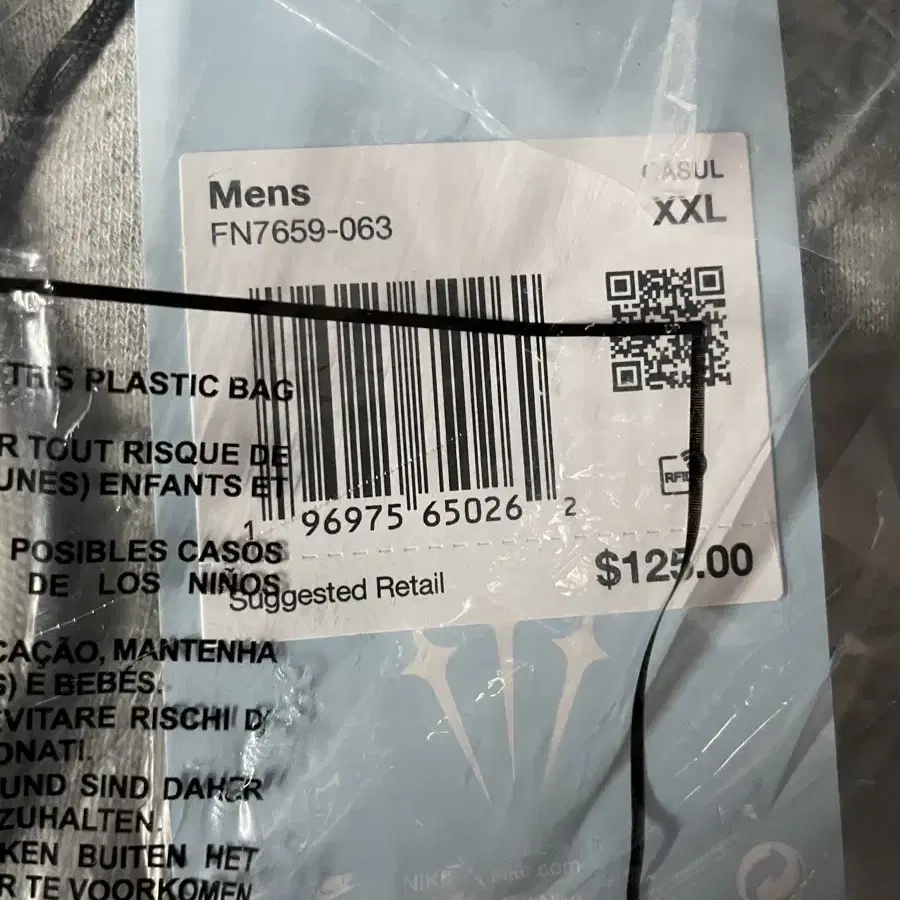 Mens
FN7659-063
CASUL
XXL
1 96975 65026 2
RFID
Suggested Retail
$125.00
THIS PLASTIC BAG
R TOUT RISQUE DE
UNES) ENFANTS ET
POSIBLES CASOS
DE LOS NIÑOS
CAÇÃO, MANTENHA
S) E BEBÉS.
EVITARE RISCHI D'
ONATI.
UND SIND DAHER
ZUHALTEN.
KEN BUITEN HET
R TE VOORKOMEN
NIKE